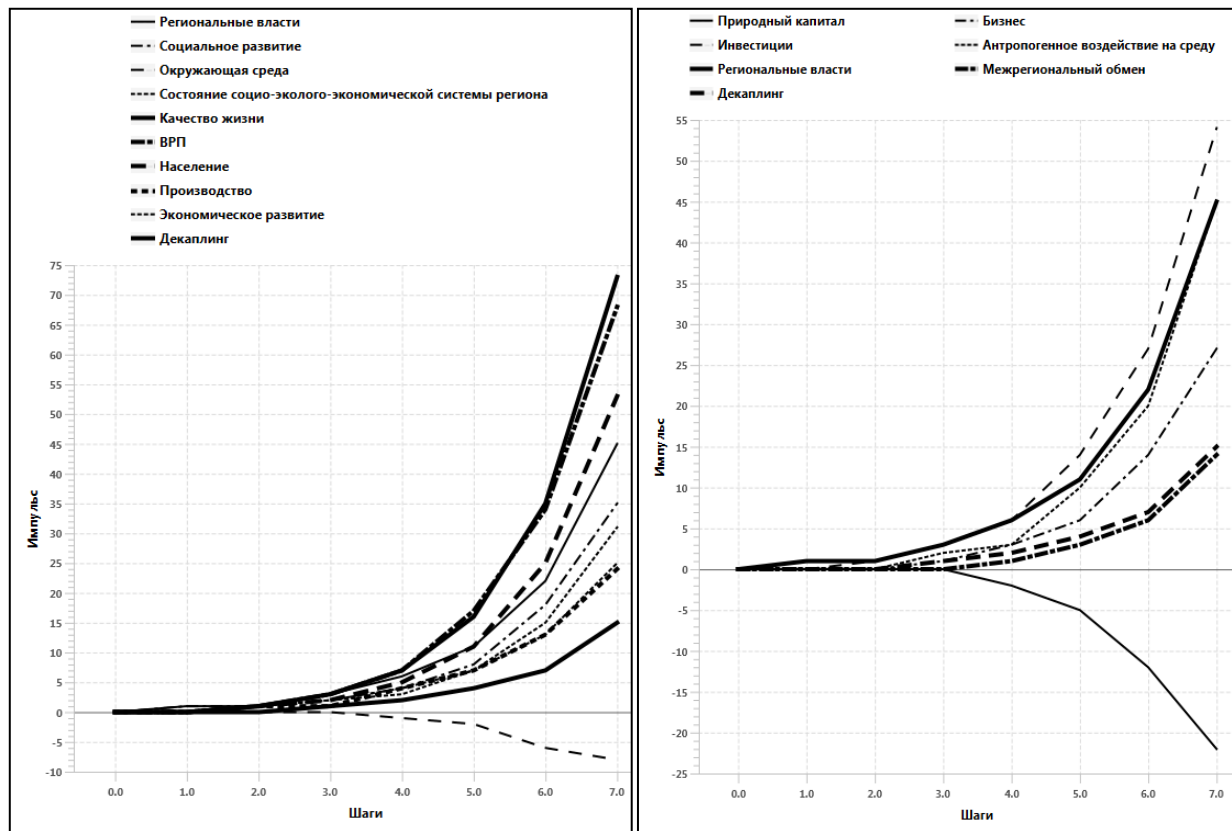 Региональные власти
Социальное развитие
Окружающая среда
Состояние социо-эколого-экономической системы региона
Качество жизни
ВРП
Население
Производство
Экономическое развитие
Декаплинг
75
70
65
60
55
50
45
40
35
30
25
20
15
10
5
0
-5
-10
Импульс
0.0 1.0 2.0 3.0 4.0 5.0 6.0 7.0
Шаги
Природный капитал Бизнес
Инвестиции Антропогенное воздействие на среду
Региональные власти Межрегиональный обмен
Декаплинг
55
50
45
40
35
30
25
20
15
10
5
0
-5
-10
-15
-20
-25
Импульс
0.0 1.0 2.0 3.0 4.0 5.0 6.0 7.0
Шаги